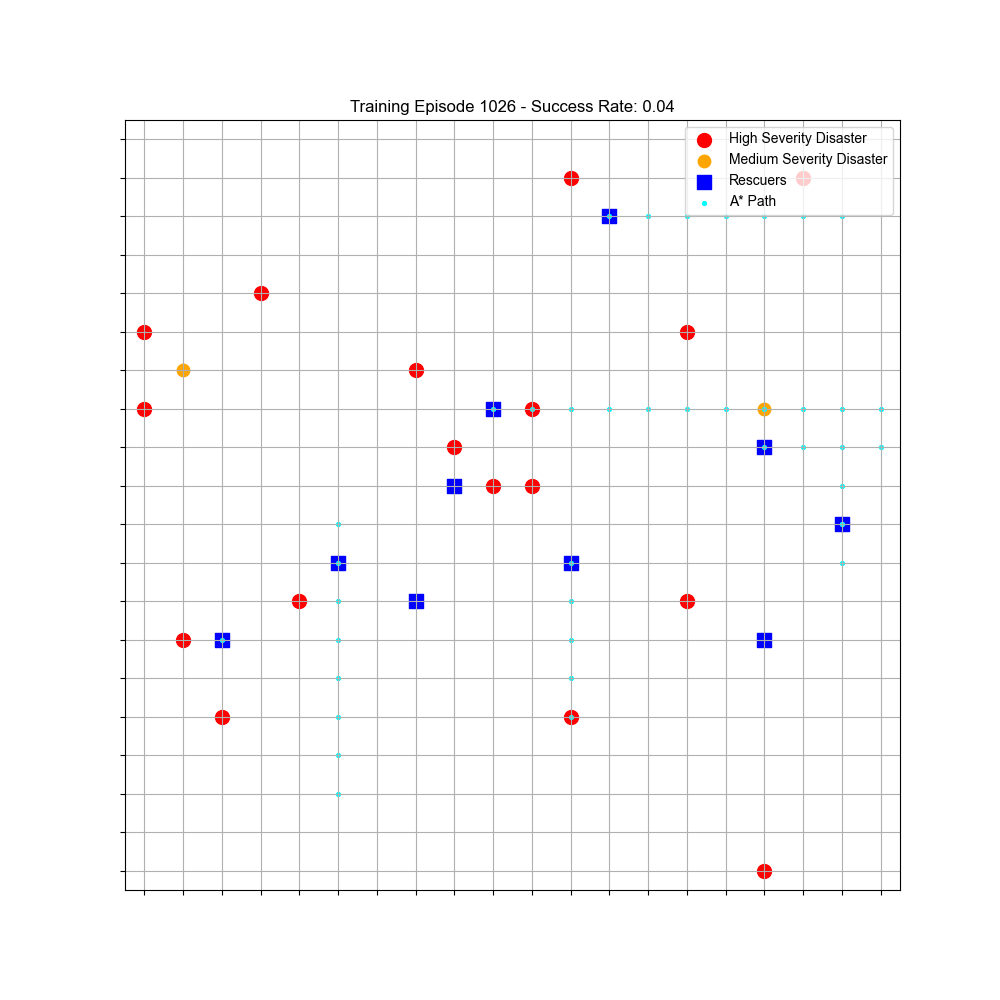 Training Episode 1026 - Success Rate: 0.04
High Severity Disaster
Medium Severity Disaster
Rescuers
A* Path